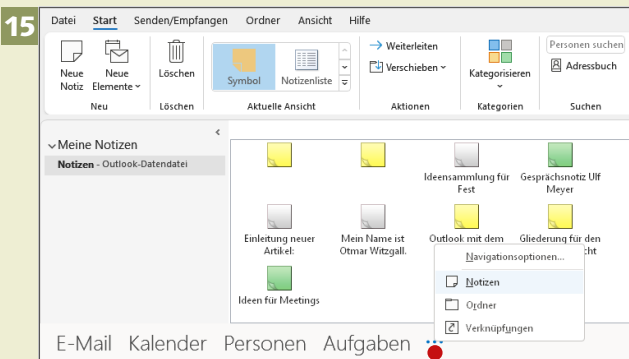 15
Datei Start Senden/Empfangen Ordner Ansicht Hilfe
Neue Notiz
Neue Elemente
Neu
Löschen
Löschen
Symbol
Notizenliste
Aktuelle Ansicht
Weiterleiten
Verschieben
Aktionen
Kategorisieren
Kategorien
Personen suchen
Adressbuch
Suchen
Meine Notizen
Notizen - Outlook-Datendatei
Ideensammlung für
Fest
Gesprächsnotiz Ulf
Meyer
Einleitung neuer
Artikel:
Mein Name ist
Otmar Witzgall.
Outlook mit dem
Gliederung für den
Ideen für Meetings
Navigationsoptionen...
Notizen
Ordner
Verknüpfungen
E-Mail Kalender Personen Aufgaben ...